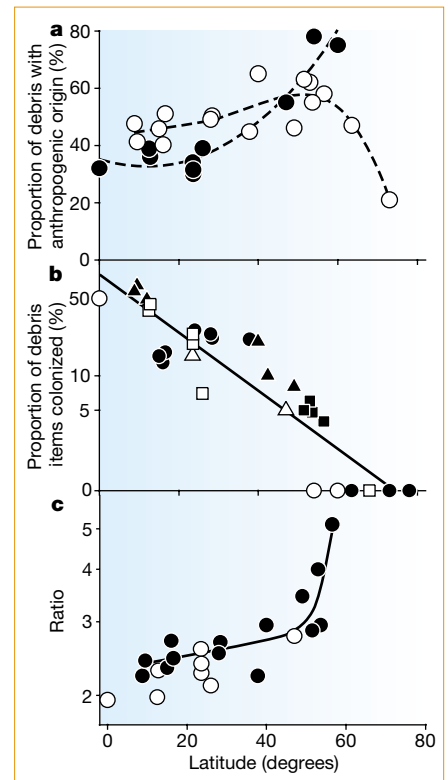 a
80
60
40
20
0
Proportion of debris with
anthropogenic origin (%)
b
50
10
5
0
Proportion of debris
items colonized (%)
c
5
4
3
2
Ratio
0 20 40 60 80
Latitude (degrees)